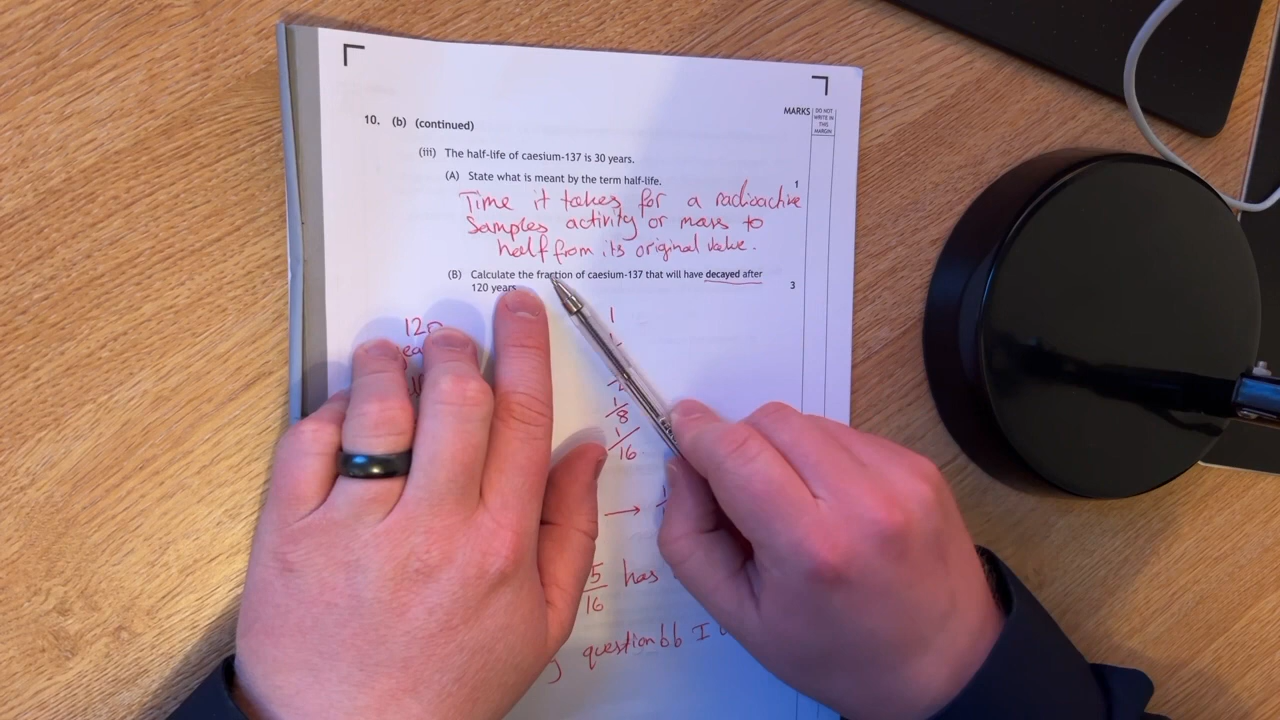 MARKS
DO NOT
WRITE IN
THIS
MARGIN
10. (b) (continued)
(iii) The half-life of caesium-137 is 30 years.
(A) State what is meant by the term half-life.
1
Time it takes for a radioactive
Samples activity or mass to
half from its original value.
(B) Calculate the fraction of caesium-137 that will have decayed after
120 years
3
1
1/8
1/16
→
has
16
question 6b I